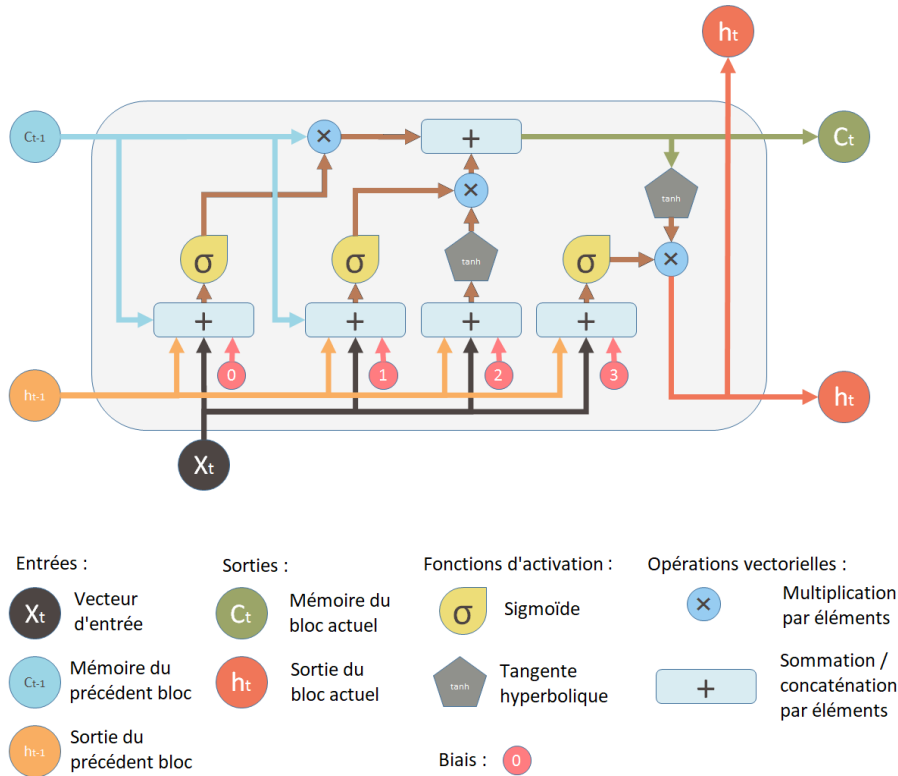 ht
Ct-1
×
+
Ct
×
tanh
σ
σ
tanh
σ
×
+
+
+
+
0
1
2
3
ht-1
ht
Xt
Entrées :
Xt
Vecteur
d'entrée
Ct-1
Mémoire du
précédent bloc
ht-1
Sortie du
précédent bloc
Sorties :
Ct
Mémoire du
bloc actuel
ht
Sortie du
bloc actuel
Fonctions d'activation :
σ
Sigmoïde
tanh
Tangente
hyperbolique
Biais :
0
Opérations vectorielles :
×
Multiplication
par éléments
+
Sommation /
concaténation
par éléments